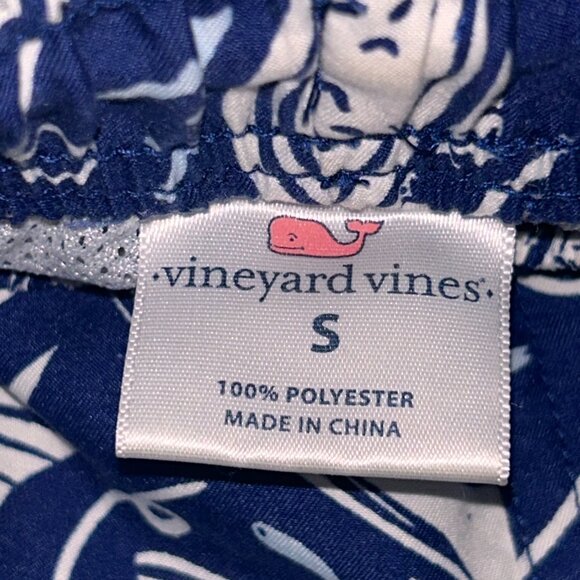 ·vineyard vines®·
S
100% POLYESTER
MADE IN CHINA